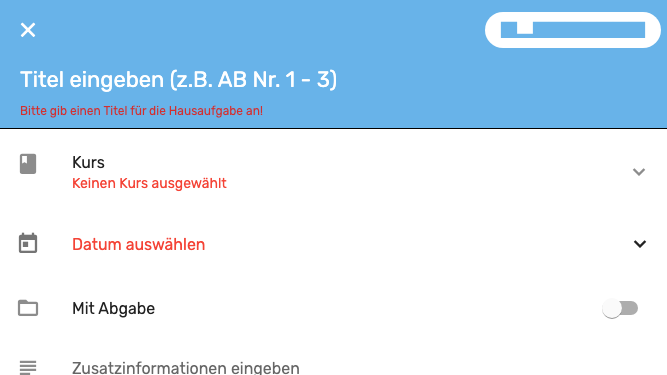 Titel eingeben (z.B. AB Nr. 1 - 3)
Bitte gib einen Titel für die Hausaufgabe an!
Kurs
Keinen Kurs ausgewählt
Datum auswählen
Mit Abgabe
Zusatzinformationen eingeben